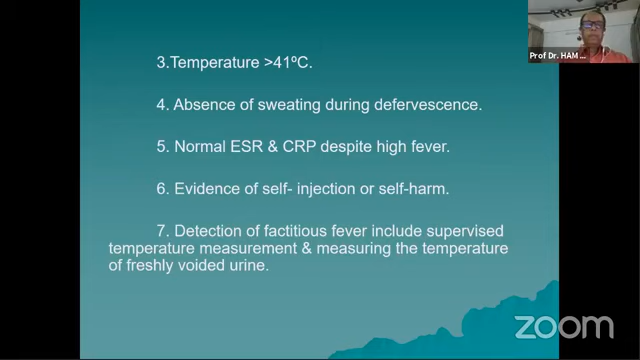 Prof Dr. HAM ...
3.Temperature >41ºC.
4. Absence of sweating during defervescence.
5. Normal ESR & CRP despite high fever.
6. Evidence of self- injection or self-harm.
7. Detection of factitious fever include supervised
temperature measurement & measuring the temperature
of freshly voided urine.
zoom